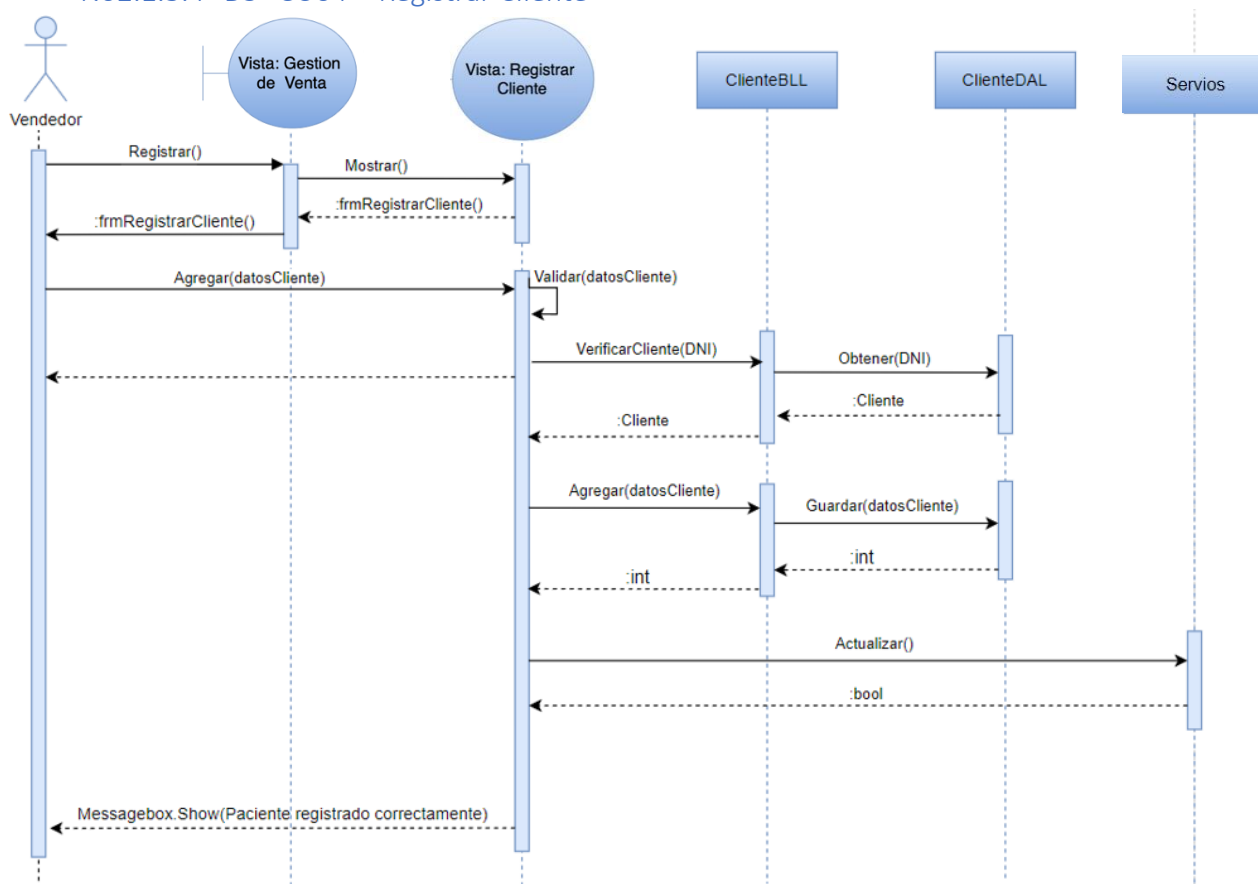 Registrar Cliente
Vista: Gestion
de Venta
Vista: Registrar
Cliente
ClienteBLL
ClienteDAL
Servios
Vendedor
Registrar()
Mostrar()
:frmRegistrarCliente()
:frmRegistrarCliente()
Agregar(datosCliente)
Validar(datosCliente)
VerificarCliente(DNI)
Obtener(DNI)
:Cliente
:Cliente
Agregar(datosCliente)
Guardar(datosCliente)
:int
:int
Actualizar()
:bool
Messagebox.Show(Paciente registrado correctamente)